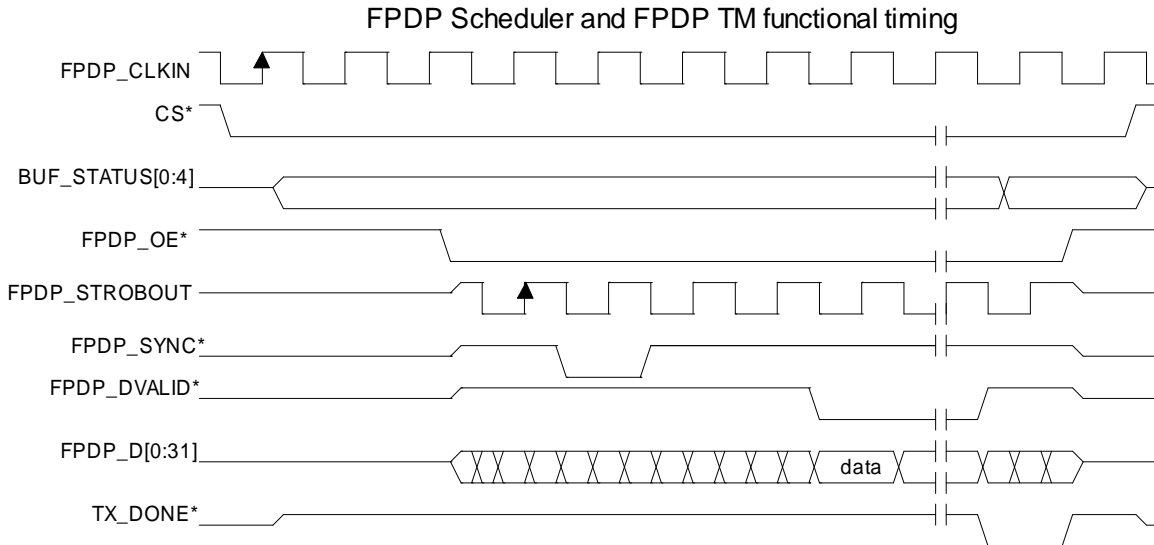 FPDP Scheduler and FPDP TM functional timing
FPDP_CLKIN
CS*
BUF_STATUS[0:4]
FPDP_OE*
FPDP_STROBOUT
FPDP_SYNC*
FPDP_DVALID*
FPDP_D[0:31]
data
TX_DONE*